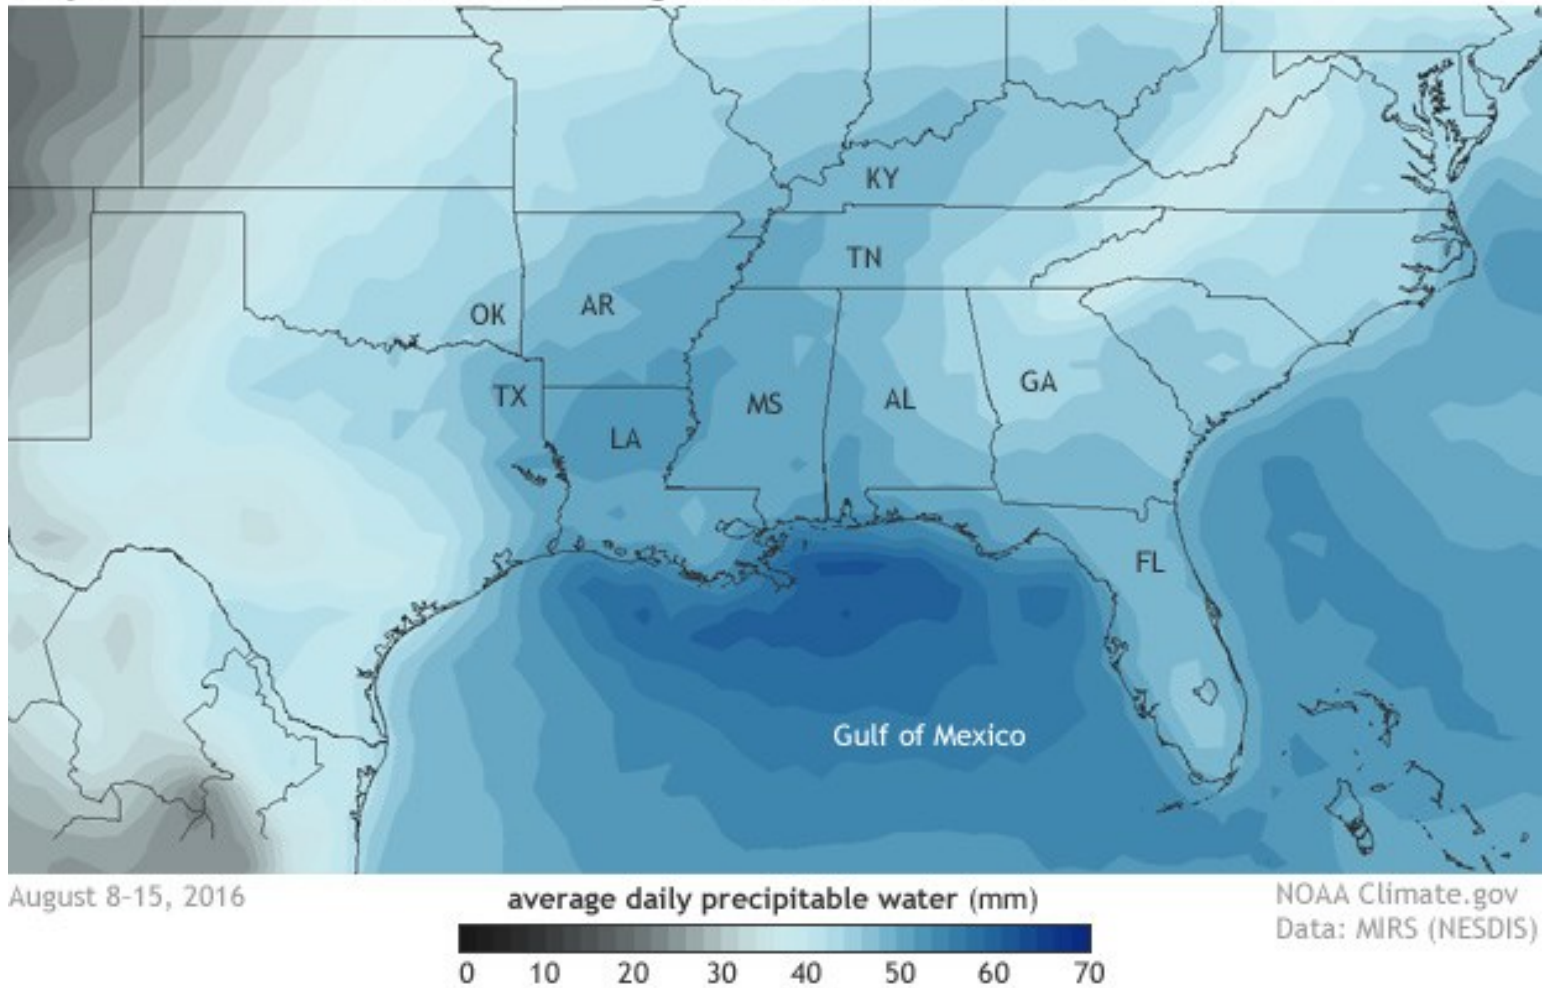 KY
TN
OK
AR
TX
LA
MS
AL
GA
FL
Gulf of Mexico
August 8-15, 2016
average daily precipitable water (mm)
0 10 20 30 40 50 60 70
NOAA Climate.gov
Data: MIRS (NESDIS)